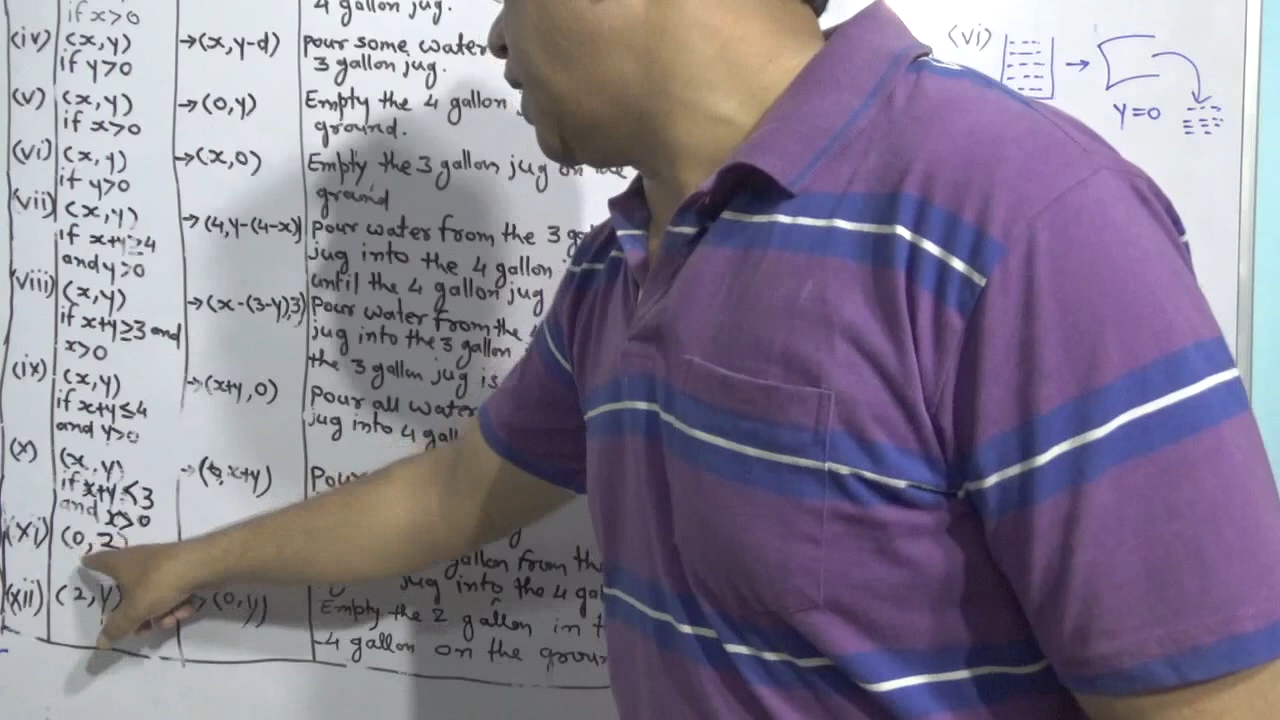 if x>0
4 gallon jug.
(iv) (x,y) →(x,y-d) pour some water
if y>0 3 gallon jug.
(v) (x,y) →(0,y) Empty the 4 gallon
if x>0 ground.
(vi) (x,y) →(x,0) Empty the 3 gallon jug on the
if y>0 ground
(vii) (x,y) →(4,y-(4-x)) Pour water from the 3
if x+y≥4 jug into the 4 gallon
and y>0 until the 4 gallon jug
(viii) (x,y) →(x-(3-y),3) Pour water from the
if x+y≥3 and jug into the 3 gallon
x>0 the 3 gallon jug is
(ix) (x,y) →(x+y,0) Pour all water
if x+y≤4 jug into 4
and y>0
(x) (x,y) →(0,x+y)
if x+y≤3
and x>0
(xi) (0,2)
gallon from the
jug into the 4
(xii) (2,y) →(0,y) Empty the 2 gallon in
4 gallon on the
(vi) →
Y=0